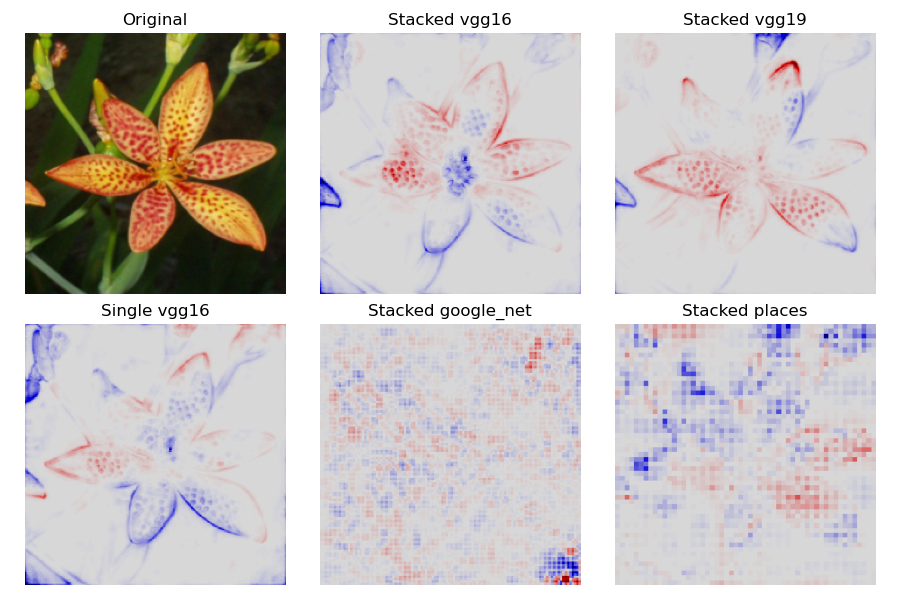 Original
Stacked vgg16
Stacked vgg19
Single vgg16
Stacked google_net
Stacked places